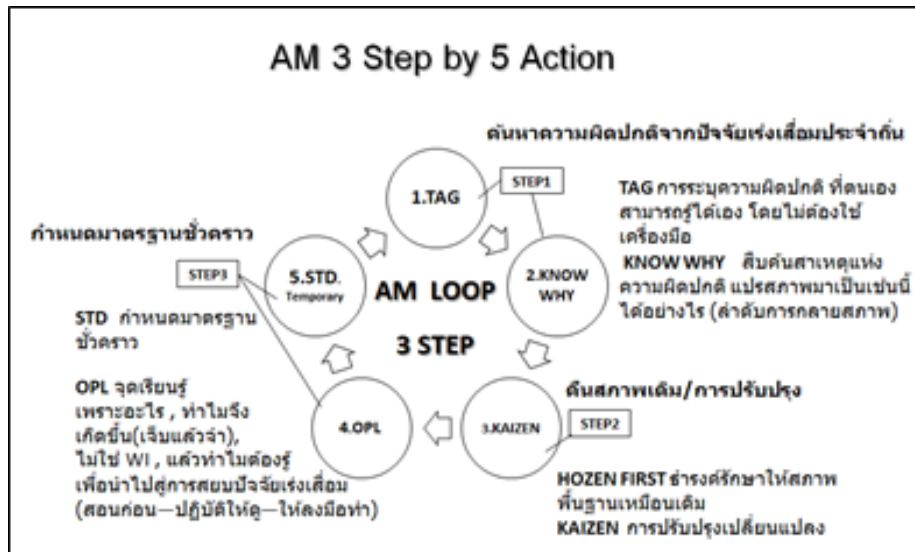 AM 3 Step by 5 Action
ค้นหาความผิดปกติจากปัจจัยเร่งเสื่อมประจำถิ่น
1.TAG
STEP1
TAG การระบุความผิดปกติ ที่ตนเอง
สามารถรู้ได้เอง โดยไม่ต้องใช้
เครื่องมือ
KNOW WHY สืบค้นสาเหตุแห่ง
ความผิดปกติ แปรสภาพมาเป็นเช่นนี้
ได้อย่างไร (ลำดับการกลายสภาพ)
2.KNOW
WHY
กำหนดมาตรฐานชั่วคราว
STEP3
5.STD.
Temporary
AM LOOP
3 STEP
STD กำหนดมาตรฐาน
ชั่วคราว
OPL จุดเรียนรู้
เพราะอะไร , ทำไมจึง
เกิดขึ้น(เจ็บแล้วจำ),
ไม่ใช่ WI , แล้วทำไมต้องรู้
เพื่อนำไปสู่การสยบปัจจัยเร่งเสื่อม
(สอนก่อน—ปฏิบัติให้ดู—ให้ลงมือทำ)
4.OPL
3.KAIZEN
คืนสภาพเดิม/การปรับปรุง
STEP2
HOZEN FIRST ธำรงค์รักษาให้สภาพ
พื้นฐานเหมือนเดิม
KAIZEN การปรับปรุงเปลี่ยนแปลง